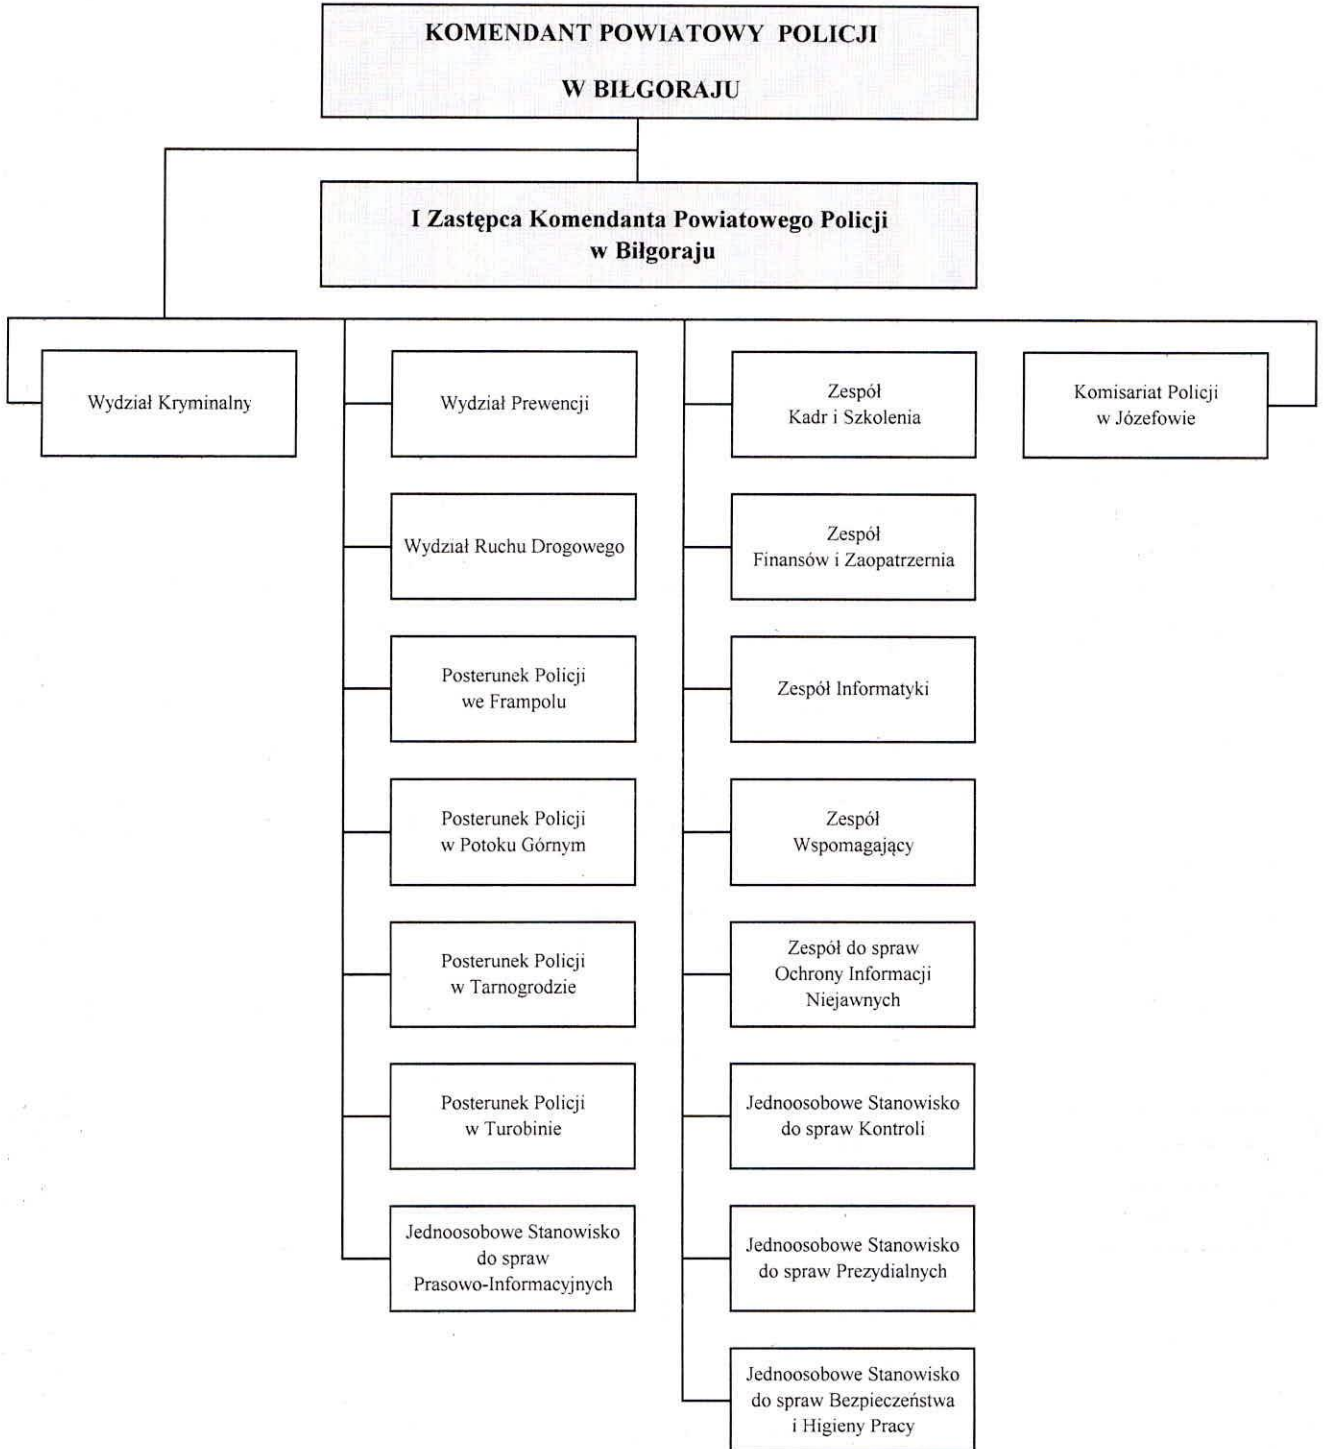 KOMENDANT POWIATOWY POLICJI
W BIŁGORAJU
I Zastępca Komendanta Powiatowego Policji
w Biłgoraju
Wydział Kryminalny
Wydział Prewencji
Wydział Ruchu Drogowego
Posterunek Policji
we Frampolu
Posterunek Policji
w Potoku Górnym
Posterunek Policji
w Tarnogrodzie
Posterunek Policji
w Turobinie
Jednoosobowe Stanowisko
do spraw
Prasowo-Informacyjnych
Zespół
Kadr i Szkolenia
Zespół
Finansów i Zaopatrzernia
Zespół Informatyki
Zespół
Wspomagający
Zespół do spraw
Ochrony Informacji
Niejawnych
Jednoosobowe Stanowisko
do spraw Kontroli
Jednoosobowe Stanowisko
do spraw Prezydialnych
Jednoosobowe Stanowisko
do spraw Bezpieczeństwa
i Higieny Pracy
Komisariat Policji
w Józefowie